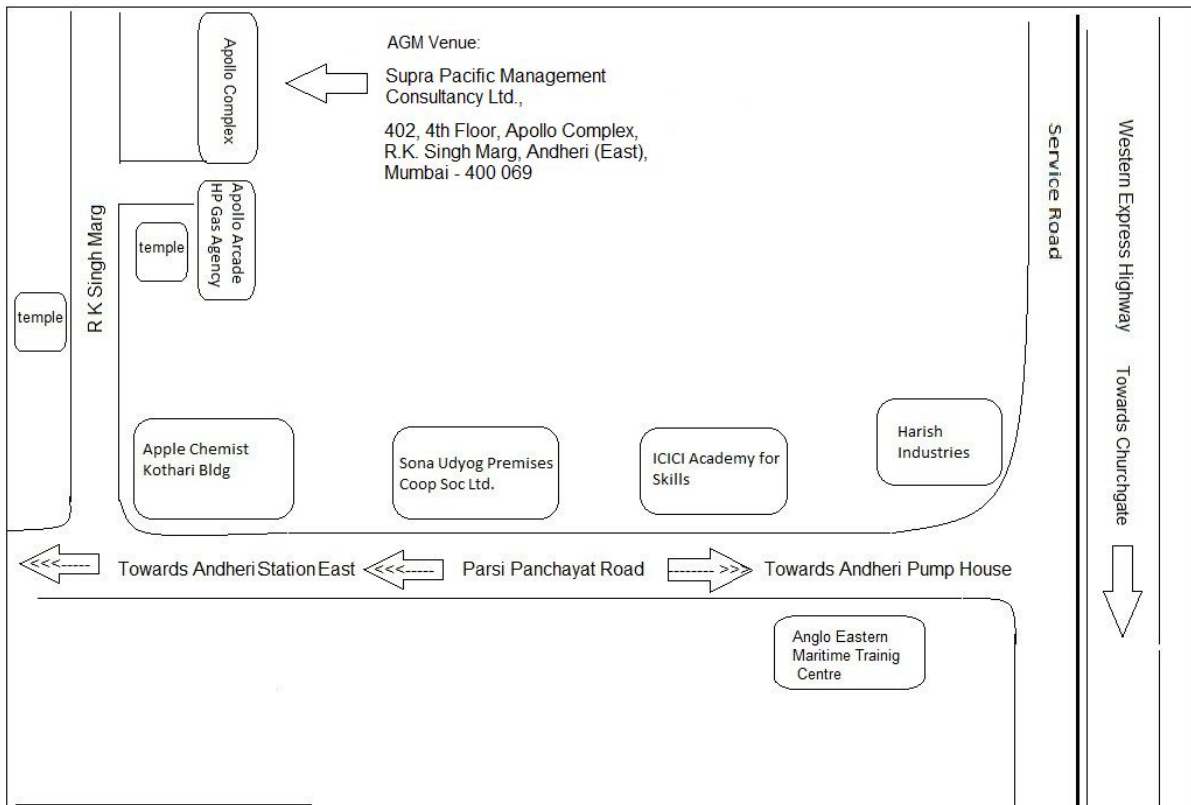 Apollo Complex
AGM Venue:
Supra Pacific Management
Consultancy Ltd.,
402, 4th Floor, Apollo Complex,
R.K. Singh Marg, Andheri (East),
Mumbai - 400 069
Apollo Arcade
HP Gas Agency
temple
temple
R K Singh Marg
Service Road
Western Express Highway
Towards Churchgate
Apple Chemist
Kothari Bldg
Sona Udyog Premises
Coop Soc Ltd.
ICICI Academy for
Skills
Harish
Industries
<<<-----
Towards Andheri Station East
<<<-----
Parsi Panchayat Road
-------- >>>
Towards Andheri Pump House
Anglo Eastern
Maritime Trainig
Centre